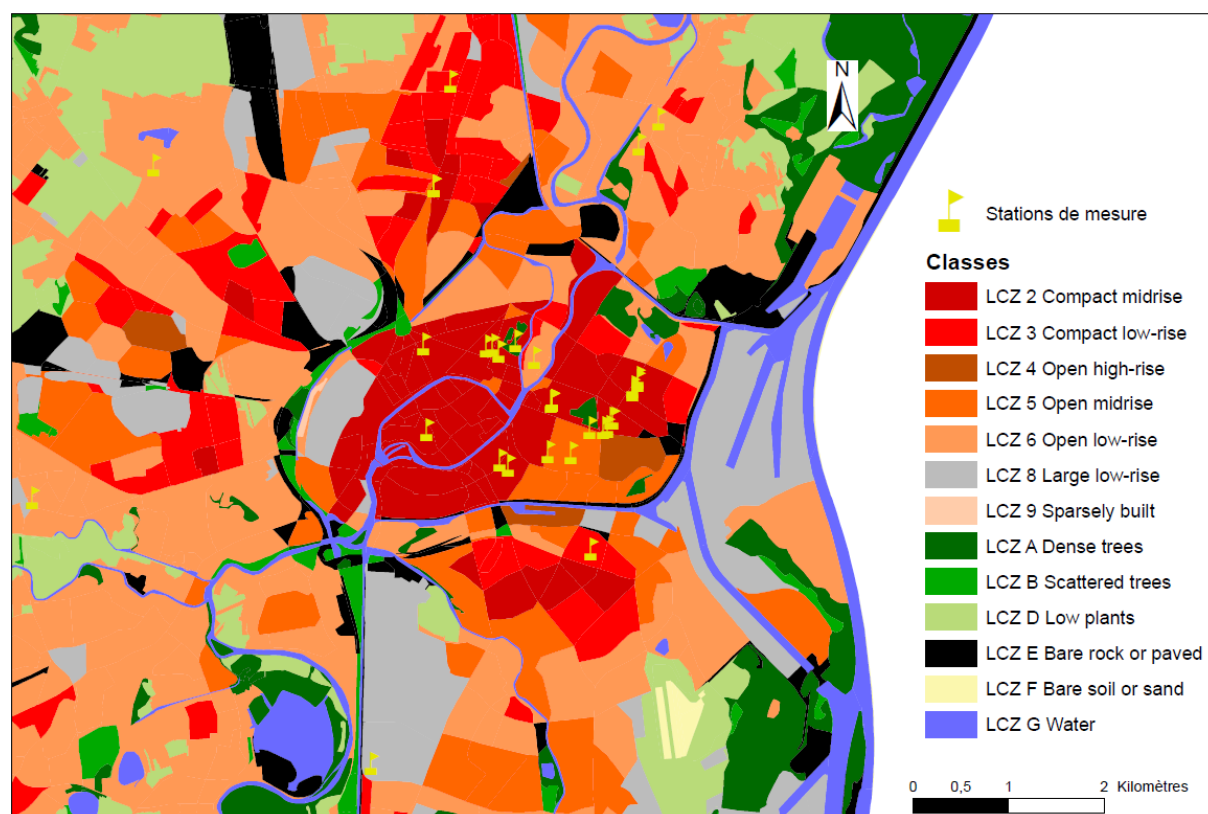 N
Stations de mesure
Classes
LCZ 2 Compact midrise
LCZ 3 Compact low-rise
LCZ 4 Open high-rise
LCZ 5 Open midrise
LCZ 6 Open low-rise
LCZ 8 Large low-rise
LCZ 9 Sparsely built
LCZ A Dense trees
LCZ B Scattered trees
LCZ D Low plants
LCZ E Bare rock or paved
LCZ F Bare soil or sand
LCZ G Water
0 0,5 1 2 Kilomètres